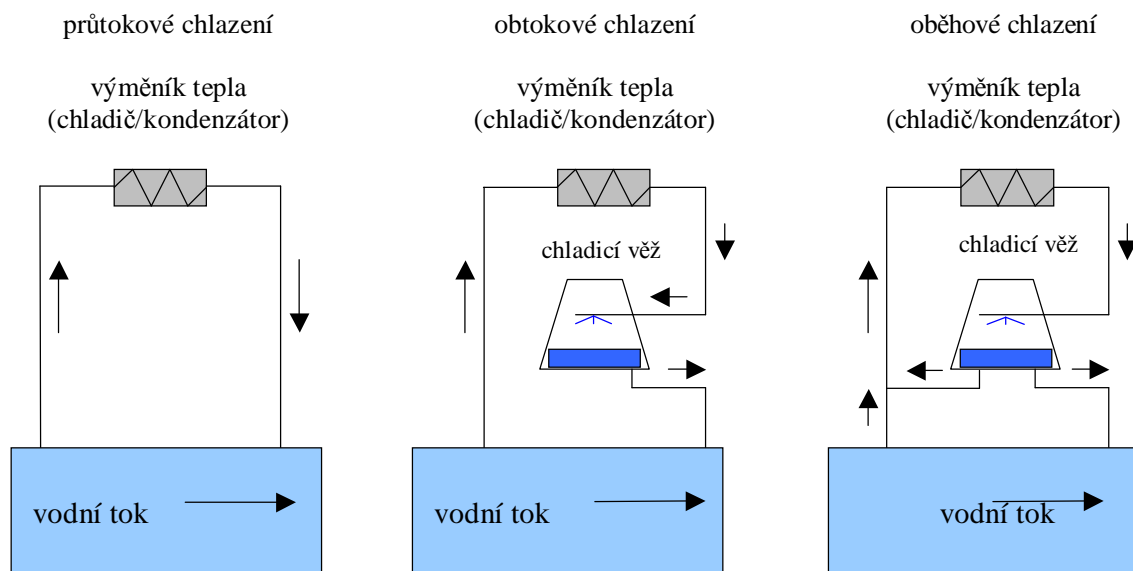 průtokové chlazení
výměník tepla
(chladič/kondenzátor)
vodní tok
obtokové chlazení
výměník tepla
(chladič/kondenzátor)
chladicí věž
vodní tok
oběhové chlazení
výměník tepla
(chladič/kondenzátor)
chladicí věž
vodní tok